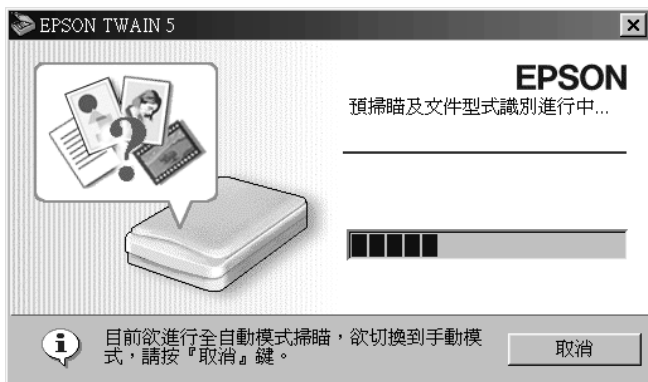 EPSON TWAIN 5
EPSON
預掃瞄及文件型式識別進行中...
?
目前欲進行全自動模式掃瞄，欲切換到手動模
式，請按『取消』鍵。
取消